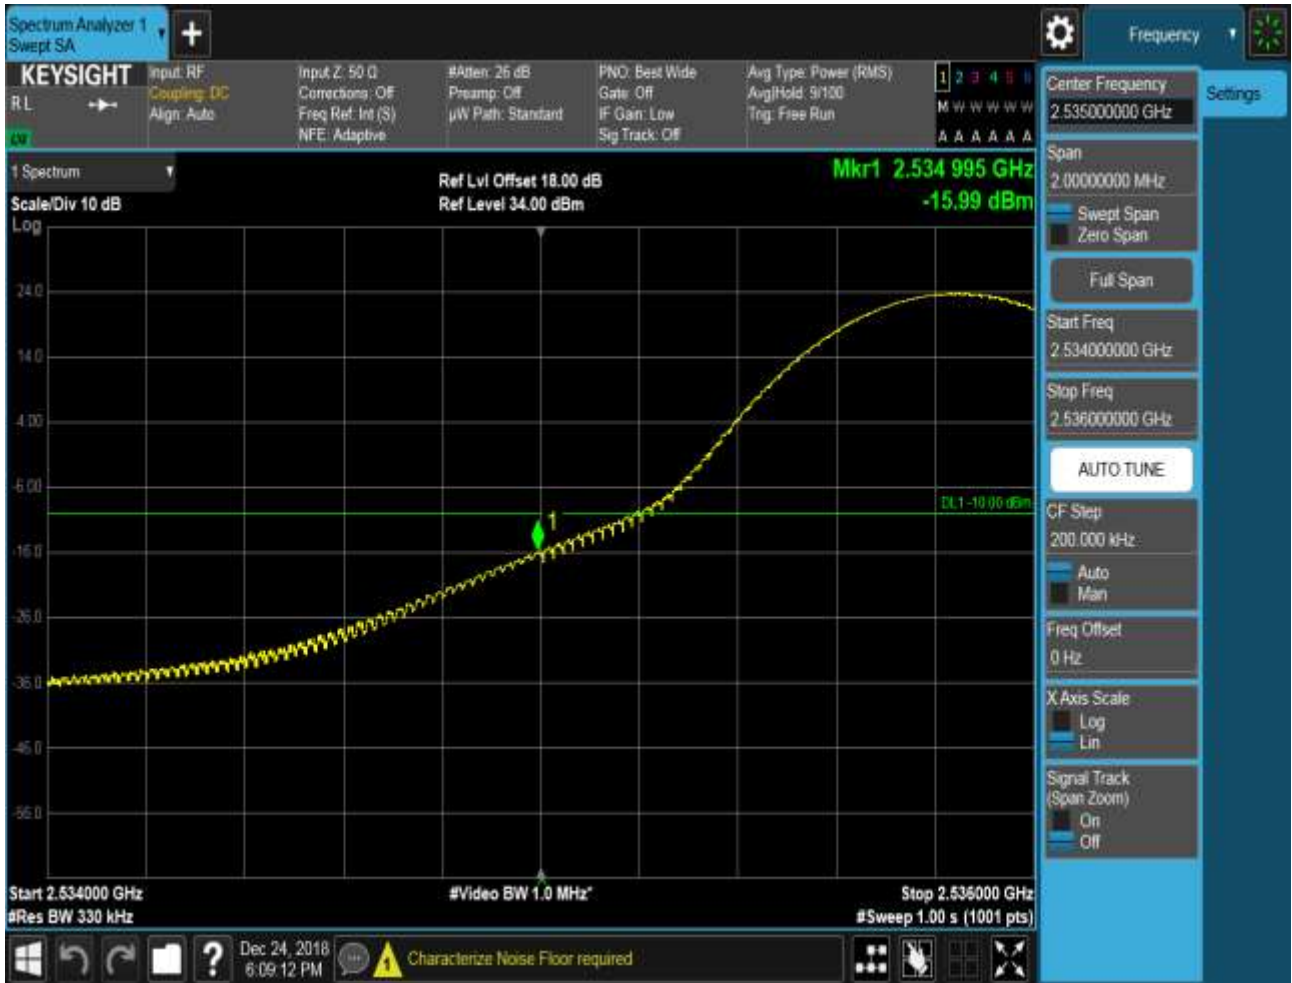 Spectrum Analyzer 1
Swept SA
+
Frequency
KEYSIGHT
RL
Input: RF
Coupling: DC
Align: Auto
Input Z: 50 Ω
Corrections: Off
Freq Ref: Int (S)
NFE: Adaptive
#Atten: 26 dB
Preamp: Off
µW Path: Standard
PNO: Best Wide
Gate: Off
IF Gain: Low
Sig Track: Off
Avg Type: Power (RMS)
Avg|Hold: 9/100
Trig: Free Run
1 2 3 4 5 6
M W W W W W
A A A A A A
1 Spectrum
Scale/Div 10 dB
Log
Ref Lvl Offset 18.00 dB
Ref Level 34.00 dBm
Mkr1 2.534 995 GHz
-15.99 dBm
24.0
14.0
4.00
-6.00
-16.0
-26.0
-36.0
-46.0
-56.0
1
DL1 -10.00 dBm
Start 2.534000 GHz
#Res BW 330 kHz
#Video BW 1.0 MHz*
Stop 2.536000 GHz
#Sweep 1.00 s (1001 pts)
?
Dec 24, 2018
6:09:12 PM
Characterize Noise Floor required
Settings
Center Frequency
2.535000000 GHz
Span
2.00000000 MHz
Swept Span
Zero Span
Full Span
Start Freq
2.534000000 GHz
Stop Freq
2.536000000 GHz
AUTO TUNE
CF Step
200.000 kHz
Auto
Man
Freq Offset
0 Hz
X Axis Scale
Log
Lin
Signal Track
(Span Zoom)
On
Off